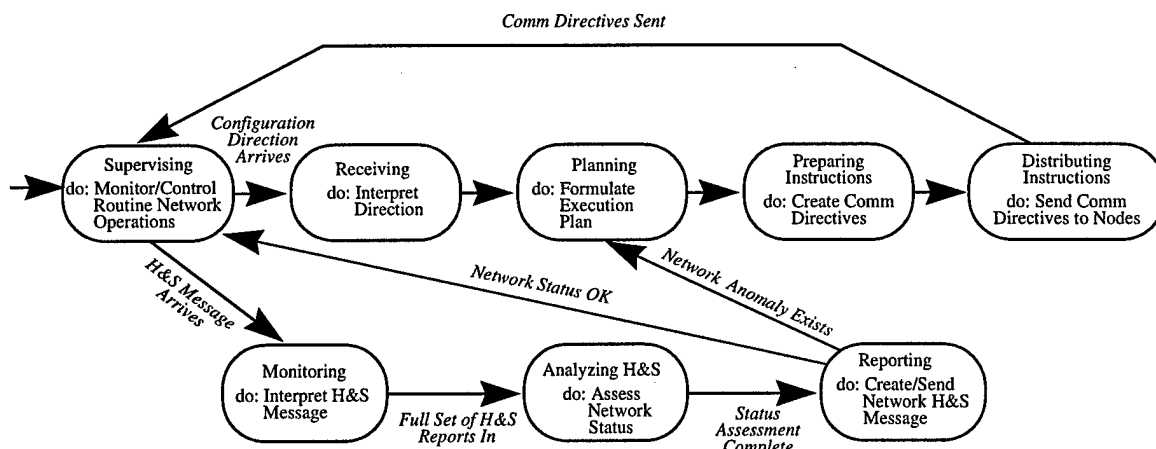 Comm Directives Sent
Configuration
Direction
Arrives
Supervising
do: Monitor/Control
Routine Network
Operations
Receiving
do: Interpret
Direction
Planning
do: Formulate
Execution
Plan
Preparing
Instructions
do: Create Comm
Directives
Distributing
Instructions
do: Send Comm
Directives to Nodes
H&S Message
Arrives
Network Status OK
Network Anomaly Exists
Monitoring
do: Interpret H&S
Message
Full Set of H&S
Reports In
Analyzing H&S
do: Assess
Network
Status
Status
Assessment
Complete
Reporting
do: Create/Send
Network H&S
Message